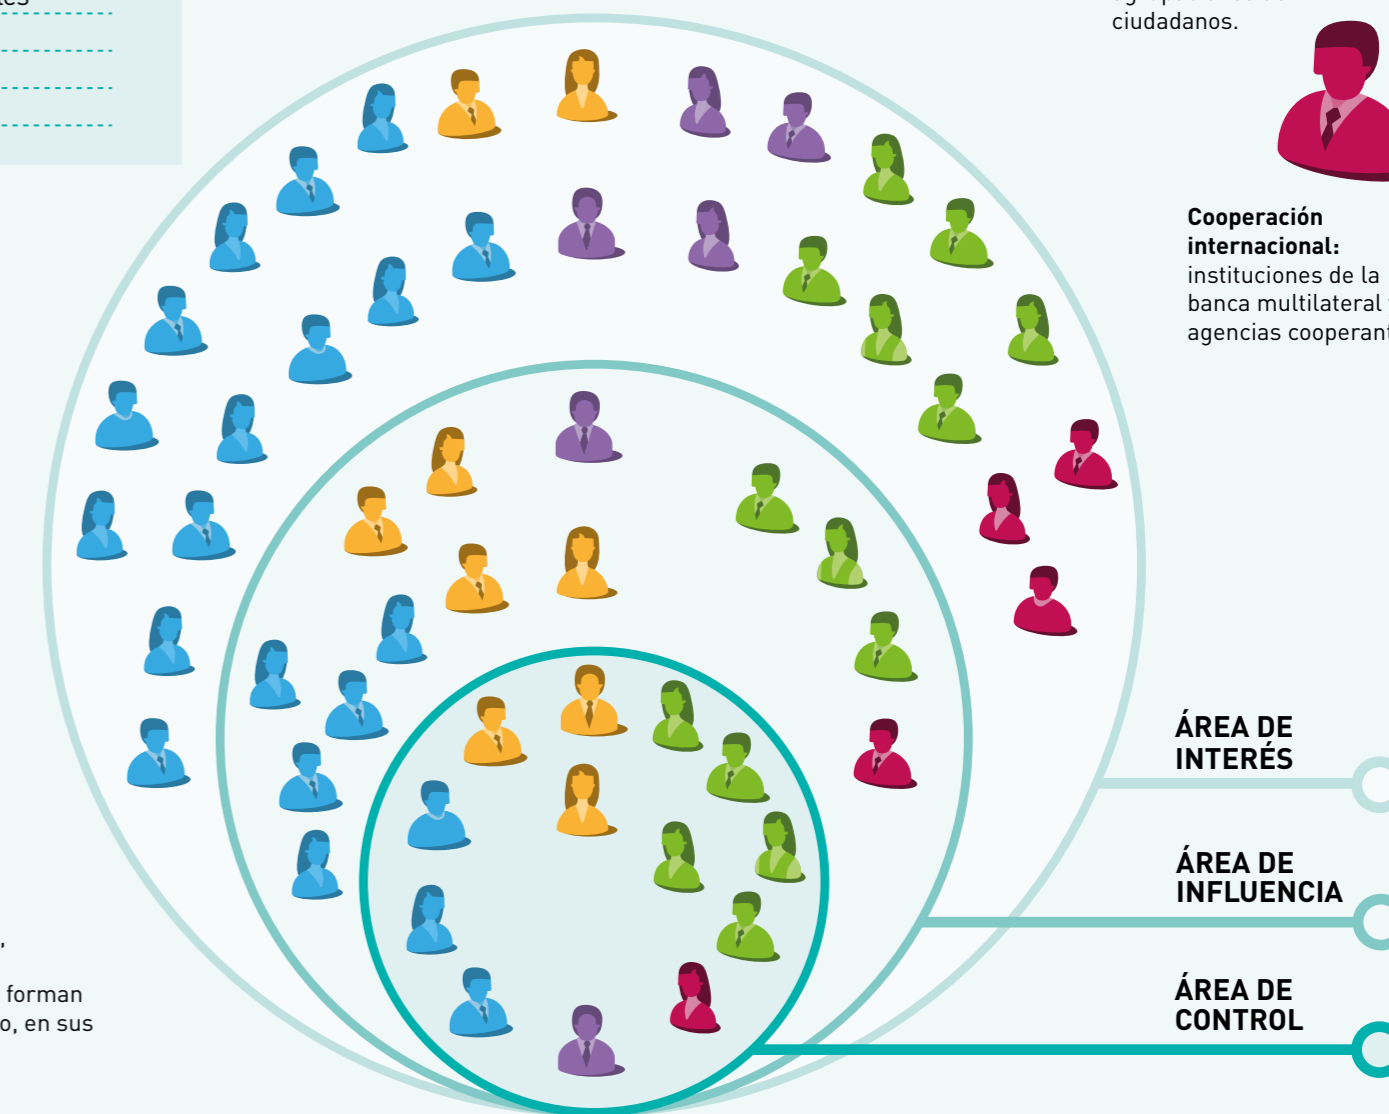 ciudadanos.
Cooperación
internacional:
instituciones de la
banca multilateral
agencias
ÁREA DE
INTERÉS
ÁREA DE
INFLUENCIA
ÁREA DE
CONTROL
forman
en sus